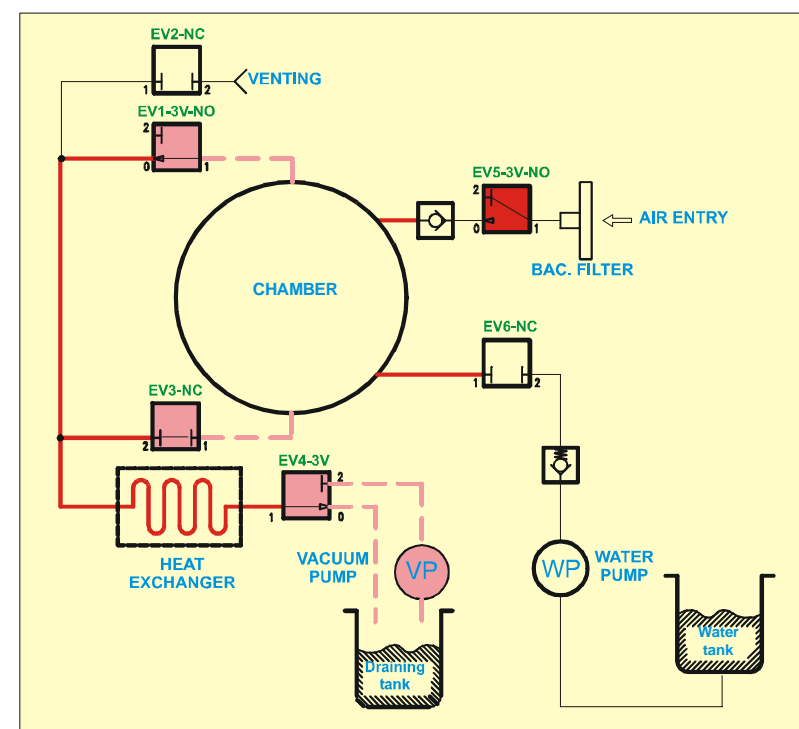 EV2-NC
1 2
VENTING
EV1-3V-NO
2
0 1
EV5-3V-NO
2
0 1
AIR ENTRY
BAC. FILTER
CHAMBER
EV6-NC
1 2
EV3-NC
2 1
EV4-3V
2
1 0
HEAT
EXCHANGER
VACUUM
PUMP
VP
WP
WATER
PUMP
Draining
tank
Water
tank